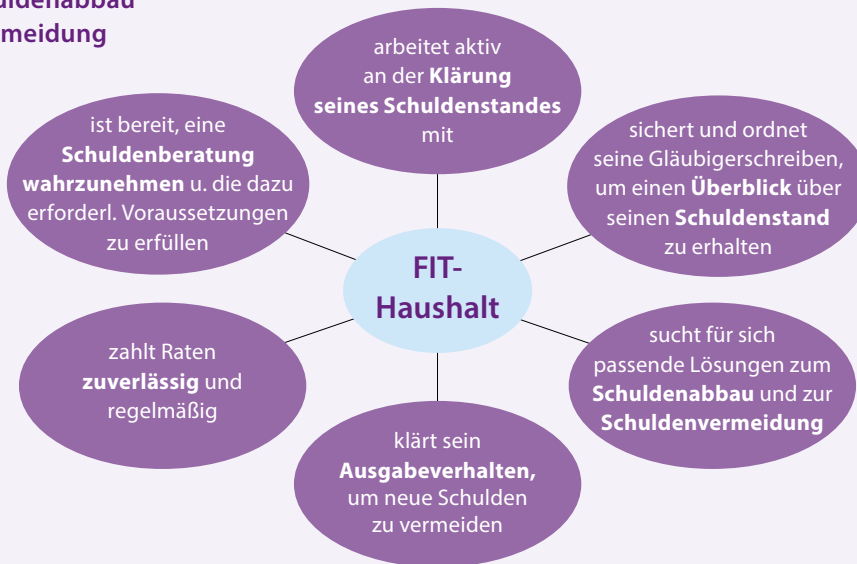 arbeitet aktiv
an der Klärung
seines Schuldenstandes
mit
ist bereit, eine
Schuldenberatung
wahrzunehmen u. die dazu
erforderl. Voraussetzungen
zu erfüllen
sichert und ordnet
seine Gläubigerschreiben,
um einen Überblick über
seinen Schuldenstand
zu erhalten
FIT-
Haushalt
zahlt Raten
zuverlässig und
regelmäßig
sucht für sich
passende Lösungen zum
Schuldenabbau und zur
Schuldenvermeidung
klärt sein
Ausgabeverhalten,
um neue Schulden
zu vermeiden